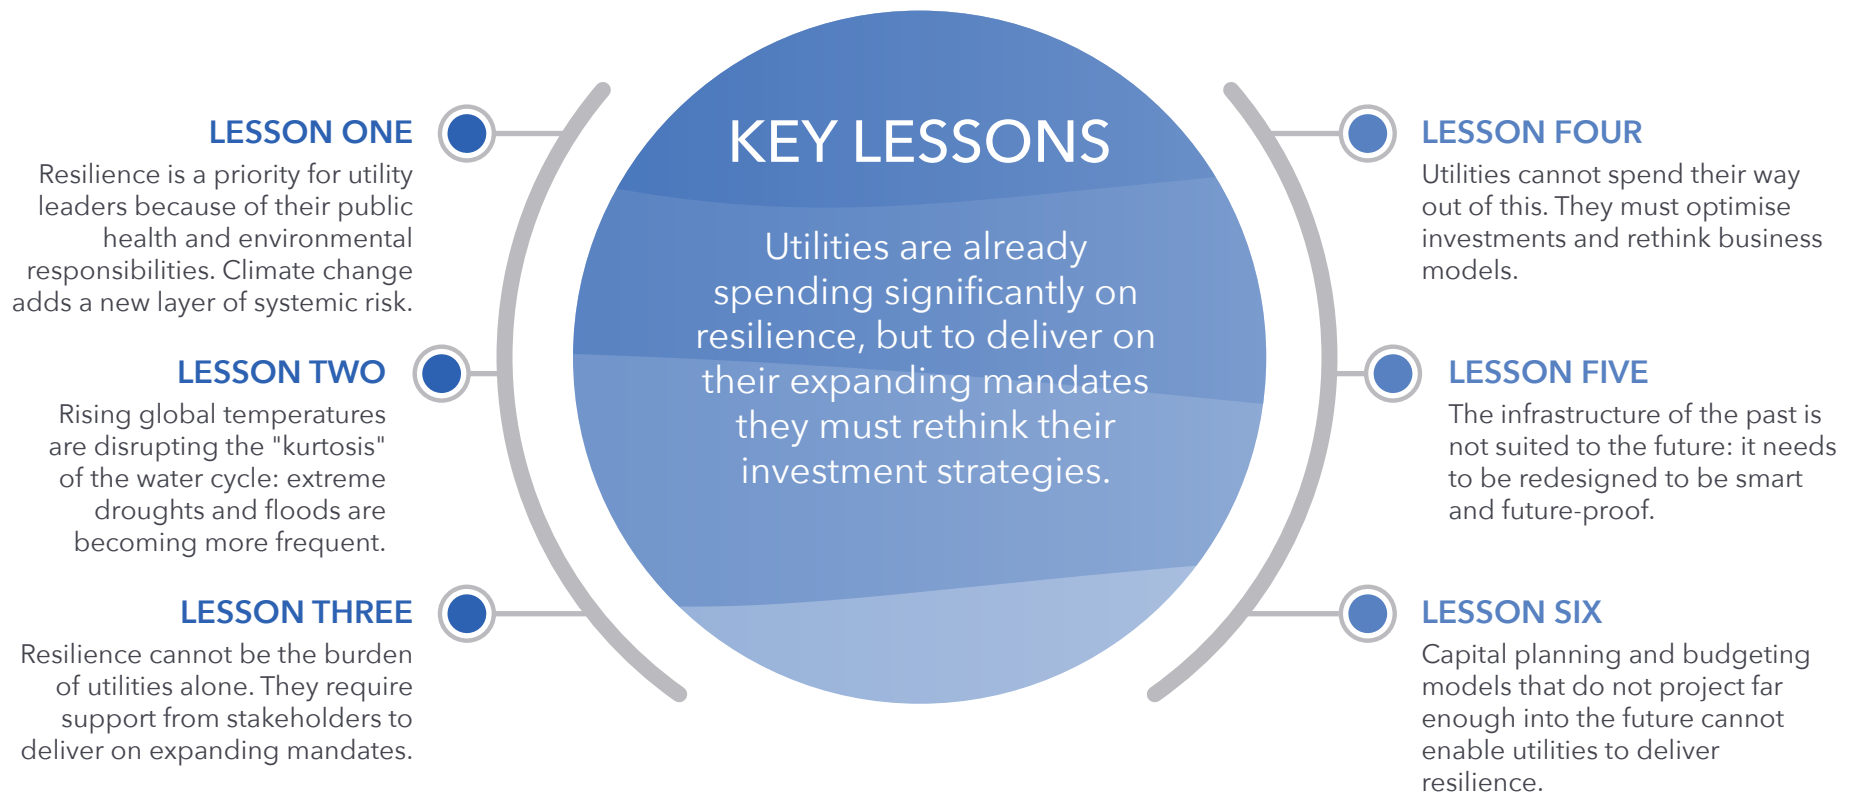 KEY LESSONS
Utilities are already
spending significantly on
resilience, but to deliver on
their expanding mandates
they must rethink their
investment strategies.
LESSON ONE
Resilience is a priority for utility
leaders because of their public
health and environmental
responsibilities. Climate change
adds a new layer of systemic risk.
LESSON TWO
Rising global temperatures
are disrupting the "kurtosis"
of the water cycle: extreme
droughts and floods are
becoming more frequent.
LESSON THREE
Resilience cannot be the burden
of utilities alone. They require
support from stakeholders to
deliver on expanding mandates.
LESSON FOUR
Utilities cannot spend their way
out of this. They must optimise
investments and rethink business
models.
LESSON FIVE
The infrastructure of the past is
not suited to the future: it needs
to be redesigned to be smart
and future-proof.
LESSON SIX
Capital planning and budgeting
models that do not project far
enough into the future cannot
enable utilities to deliver
resilience.